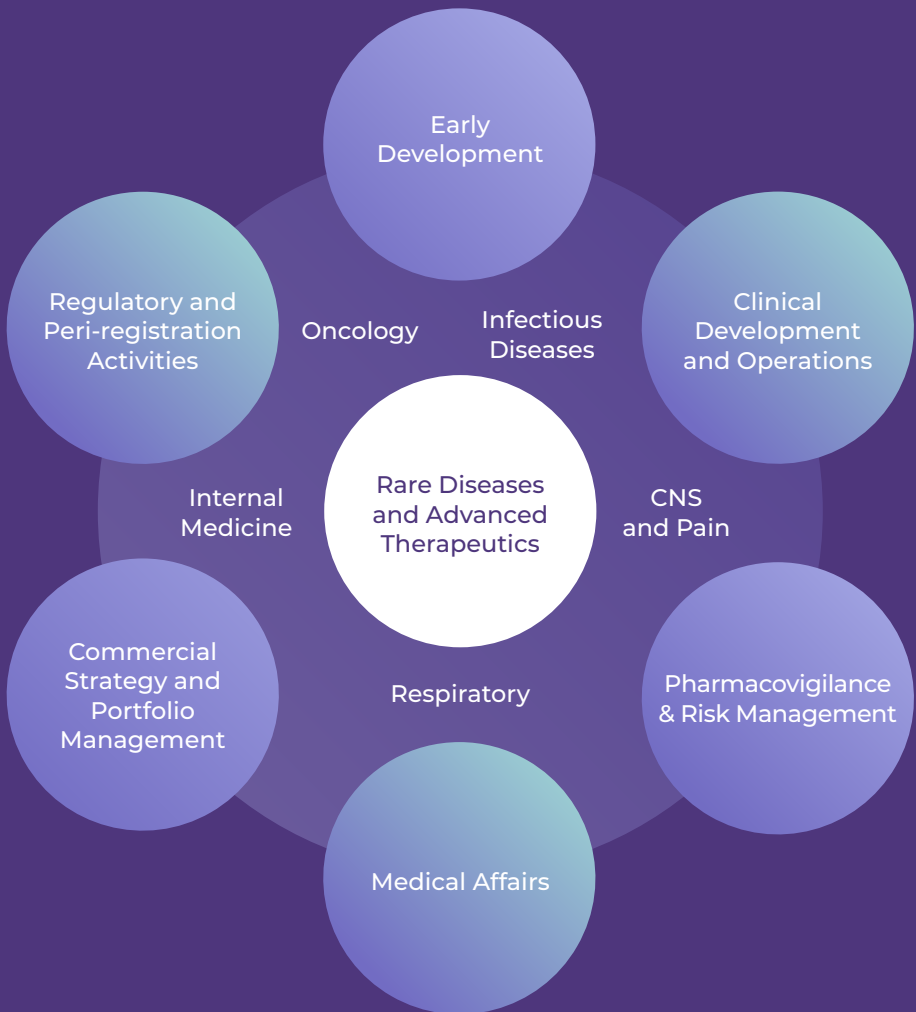 Early
Development
Regulatory and
Peri-registration
Activities
Oncology
Infectious
Diseases
Clinical
Development
and Operations
Internal
Medicine
Rare Diseases
and Advanced
Therapeutics
CNS
and Pain
Commercial
Strategy and
Portfolio
Management
Respiratory
Pharmacovigilance
& Risk Management
Medical Affairs